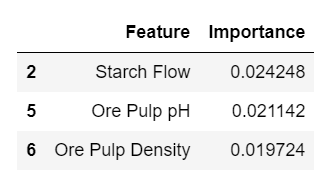 Feature Importance
2 Starch Flow 0.024248
5 Ore Pulp pH 0.021142
6 Ore Pulp Density 0.019724